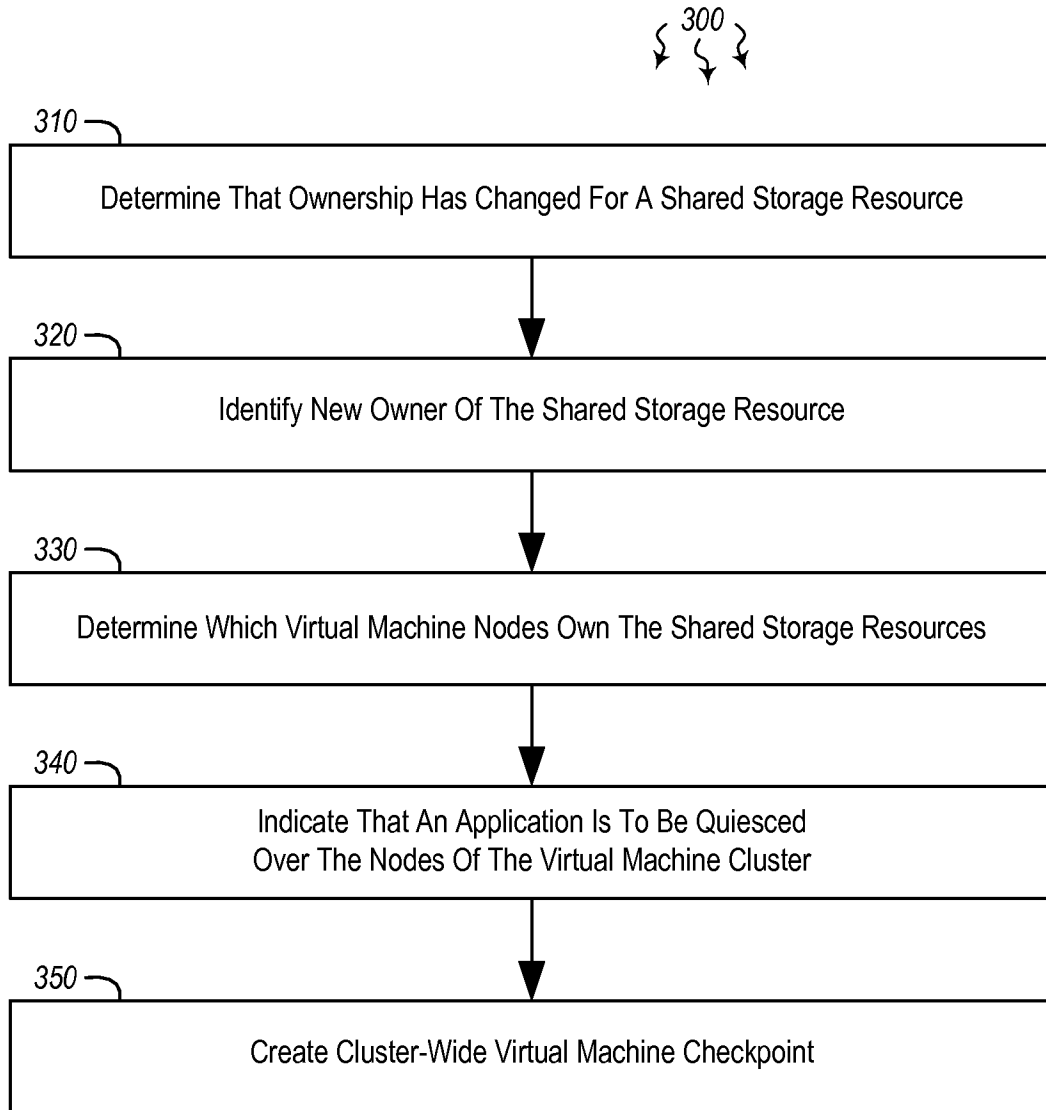 300
310
Determine That Ownership Has Changed For A Shared Storage Resource
320
Identify New Owner Of The Shared Storage Resource
330
Determine Which Virtual Machine Nodes Own The Shared Storage Resources
340
Indicate That An Application Is To Be Quiesced
Over The Nodes Of The Virtual Machine Cluster
350
Create Cluster-Wide Virtual Machine Checkpoint